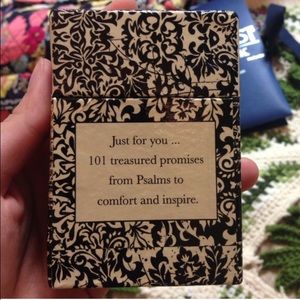 Just for you ...
101 treasured promises
from Psalms to
comfort and inspire.